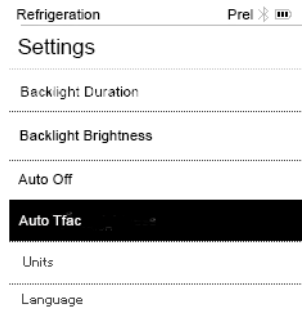 Refrigeration Prel
Settings
Backlight Duration
Backlight Brightness
Auto Off
Auto Tfac
Units
Language